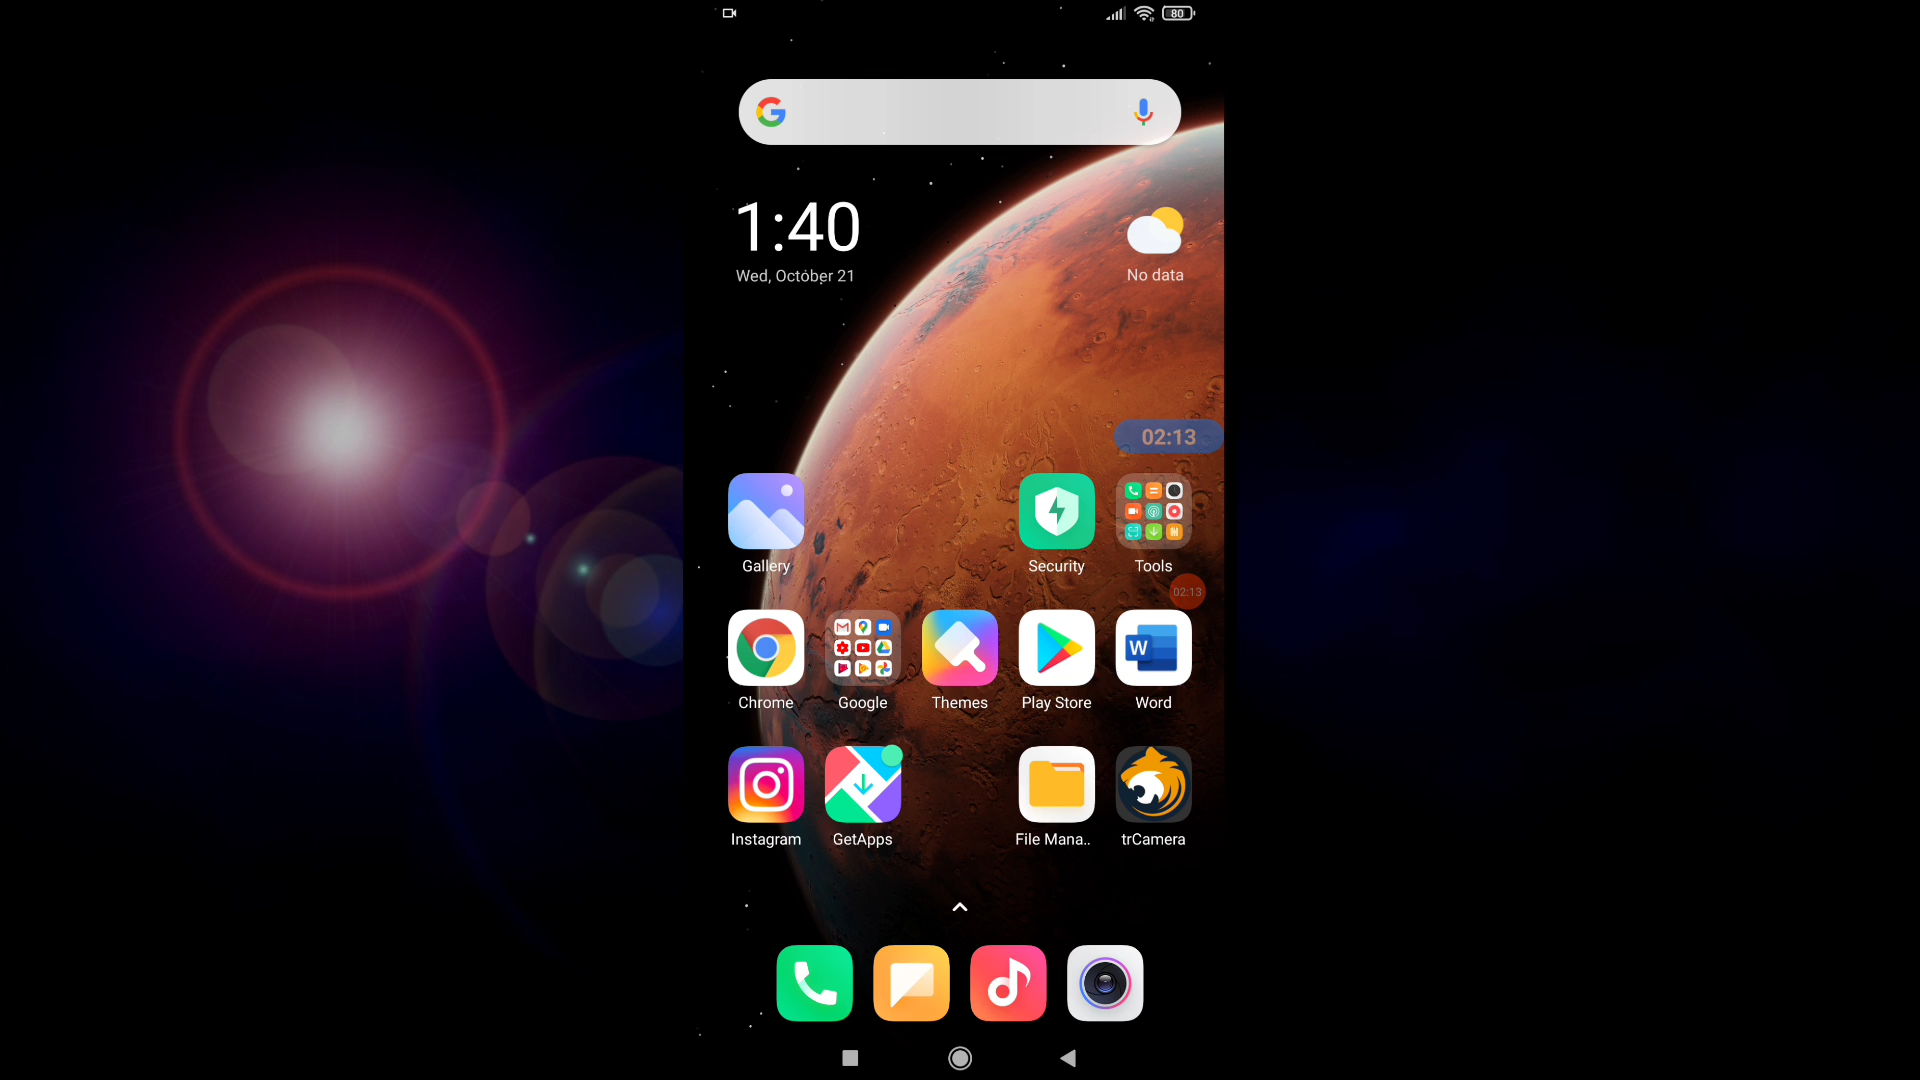 80
1:40
Wed, October 21
No data
02:13
Gallery
Security
Tools
02:13
Chrome
Google
Themes
Play Store
W
Word
Instagram
GetApps
File Mana..
trCamera